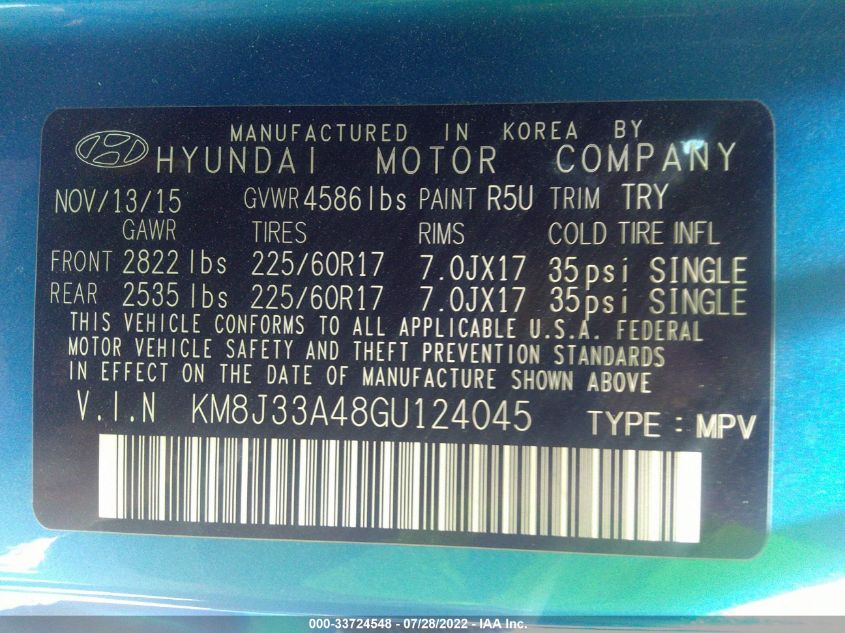 MANUFACTURED IN KOREA BY
HYUNDAI MOTOR COMPANY
NOV/13/15 GVWR 4586lbs PAINT R5U TRIM TRY
GAWR TIRES RIMS COLD TIRE INFL
FRONT 2822lbs 225/60R17 7.0JX17 35psi SINGLE
REAR 2535lbs 225/60R17 7.0JX17 35psi SINGLE
THIS VEHICLE CONFORMS TO ALL APPLICABLE U.S.A. FEDERAL
MOTOR VEHICLE SAFETY AND THEFT PREVENTION STANDARDS
IN EFFECT ON THE DATE OF MANUFACTURE SHOWN ABOVE
V.I.N KM8J33A48GU124045 TYPE : MPV
000-33724548 - 07/28/2022 - IAA Inc.